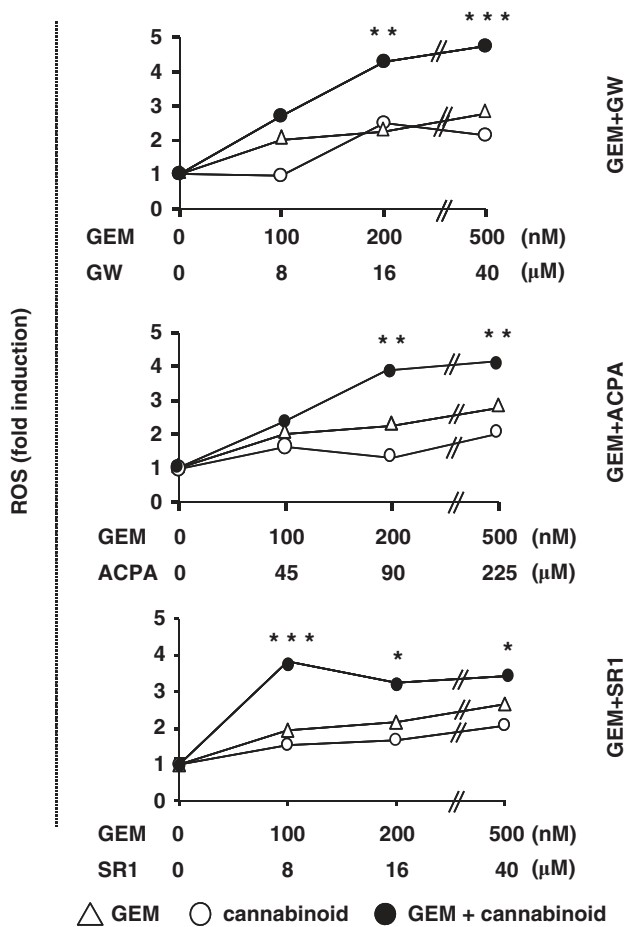 ROS (fold induction)
* * * * *
5
4
3
2
1
0
GEM 0 100 200 500 (nM)
GW 0 8 16 40 (μM)
GEM+GW
* * * *
5
4
3
2
1
0
GEM 0 100 200 500 (nM)
ACPA 0 45 90 225 (μM)
GEM+ACPA
* * * * *
5
4
3
2
1
0
GEM 0 100 200 500 (nM)
SR1 0 8 16 40 (μM)
GEM+SR1
GEM cannabinoid GEM + cannabinoid